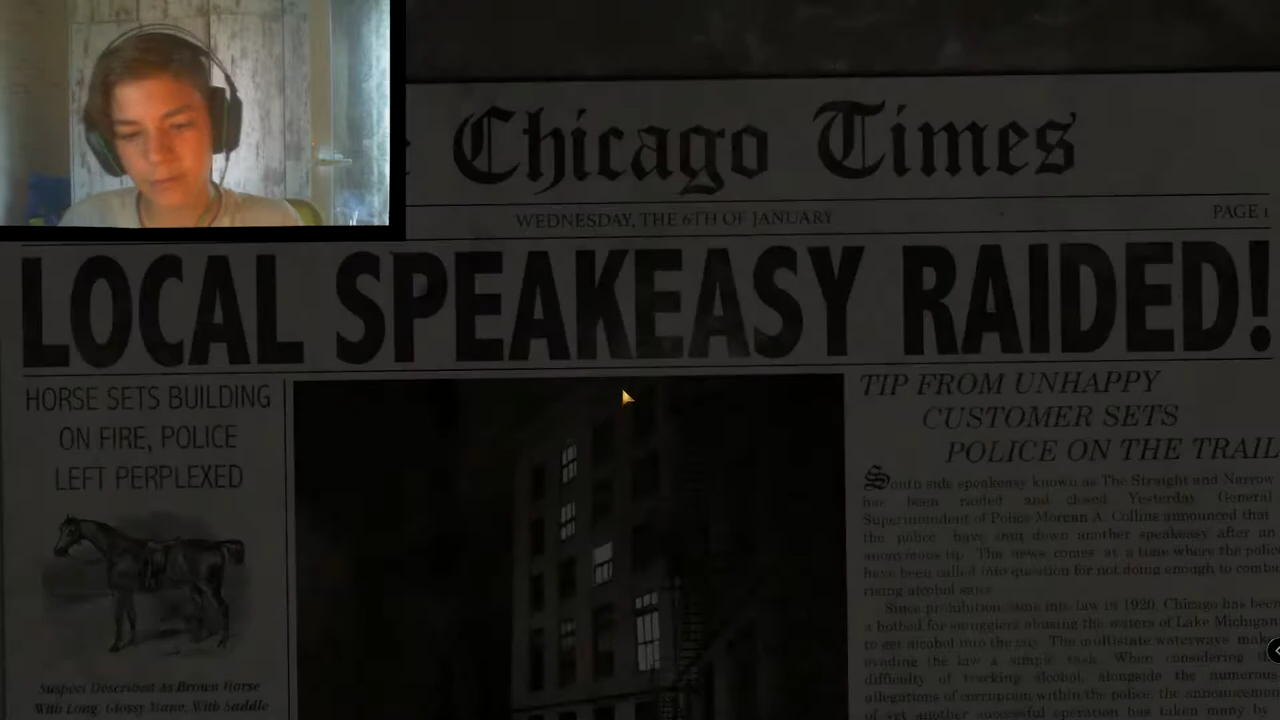 Chicago Times
WEDNESDAY, THE 6TH OF JANUARY
PAGE 1
LOCAL SPEAKEASY RAIDED!
HORSE SETS BUILDING
ON FIRE, POLICE
LEFT PERPLEXED
Suspect Described As Brown Horse
With Long, Glossy Mane, With Saddle
TIP FROM UNHAPPY
CUSTOMER SETS
POLICE ON THE TRAIL
South side speakeasy known as The Straight and Narrow
has been raided and closed. Yesterday General
Superintendent of Police Morgan A. Collins announced that
the police have shut down another speakeasy after an
anonymous tip. The news comes at a time where the polic
have been called into question for not doing enough to comba
rising alcohol sales.
Since prohibition came into law in 1920, Chicago has been
a hotbed for smugglers abusing the waters of Lake Michigan
to get alcohol into the city. The multistate waterways make
evading the law a simple task. When considering the
difficulty of tracking alcohol, alongside the numerous
allegations of corruption within the police, the announcemen
of yet another successful operation has taken many by